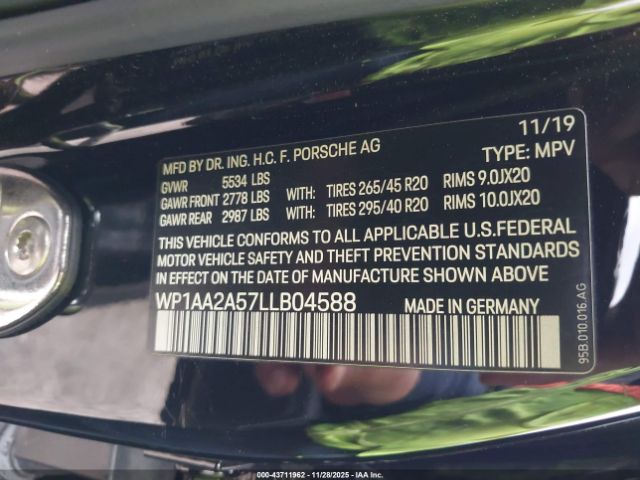 11/19
MFD BY DR. ING. H.C. F. PORSCHE AG TYPE: MPV
GVWR 5534 LBS
GAWR FRONT 2778 LBS WITH: TIRES 265/45 R20 RIMS 9.0JX20
GAWR REAR 2987 LBS WITH: TIRES 295/40 R20 RIMS 10.0JX20
THIS VEHICLE CONFORMS TO ALL APPLICABLE U.S.FEDERAL
MOTOR VEHICLE SAFETY AND THEFT PREVENTION STANDARDS
IN EFFECT ON THE DATE OF MANUFACTURE SHOWN ABOVE
WP1AA2A57LLB04588 MADE IN GERMANY
95B.010.016.AG
© - 43711962 - 11/28/2025 - IAA Inc.